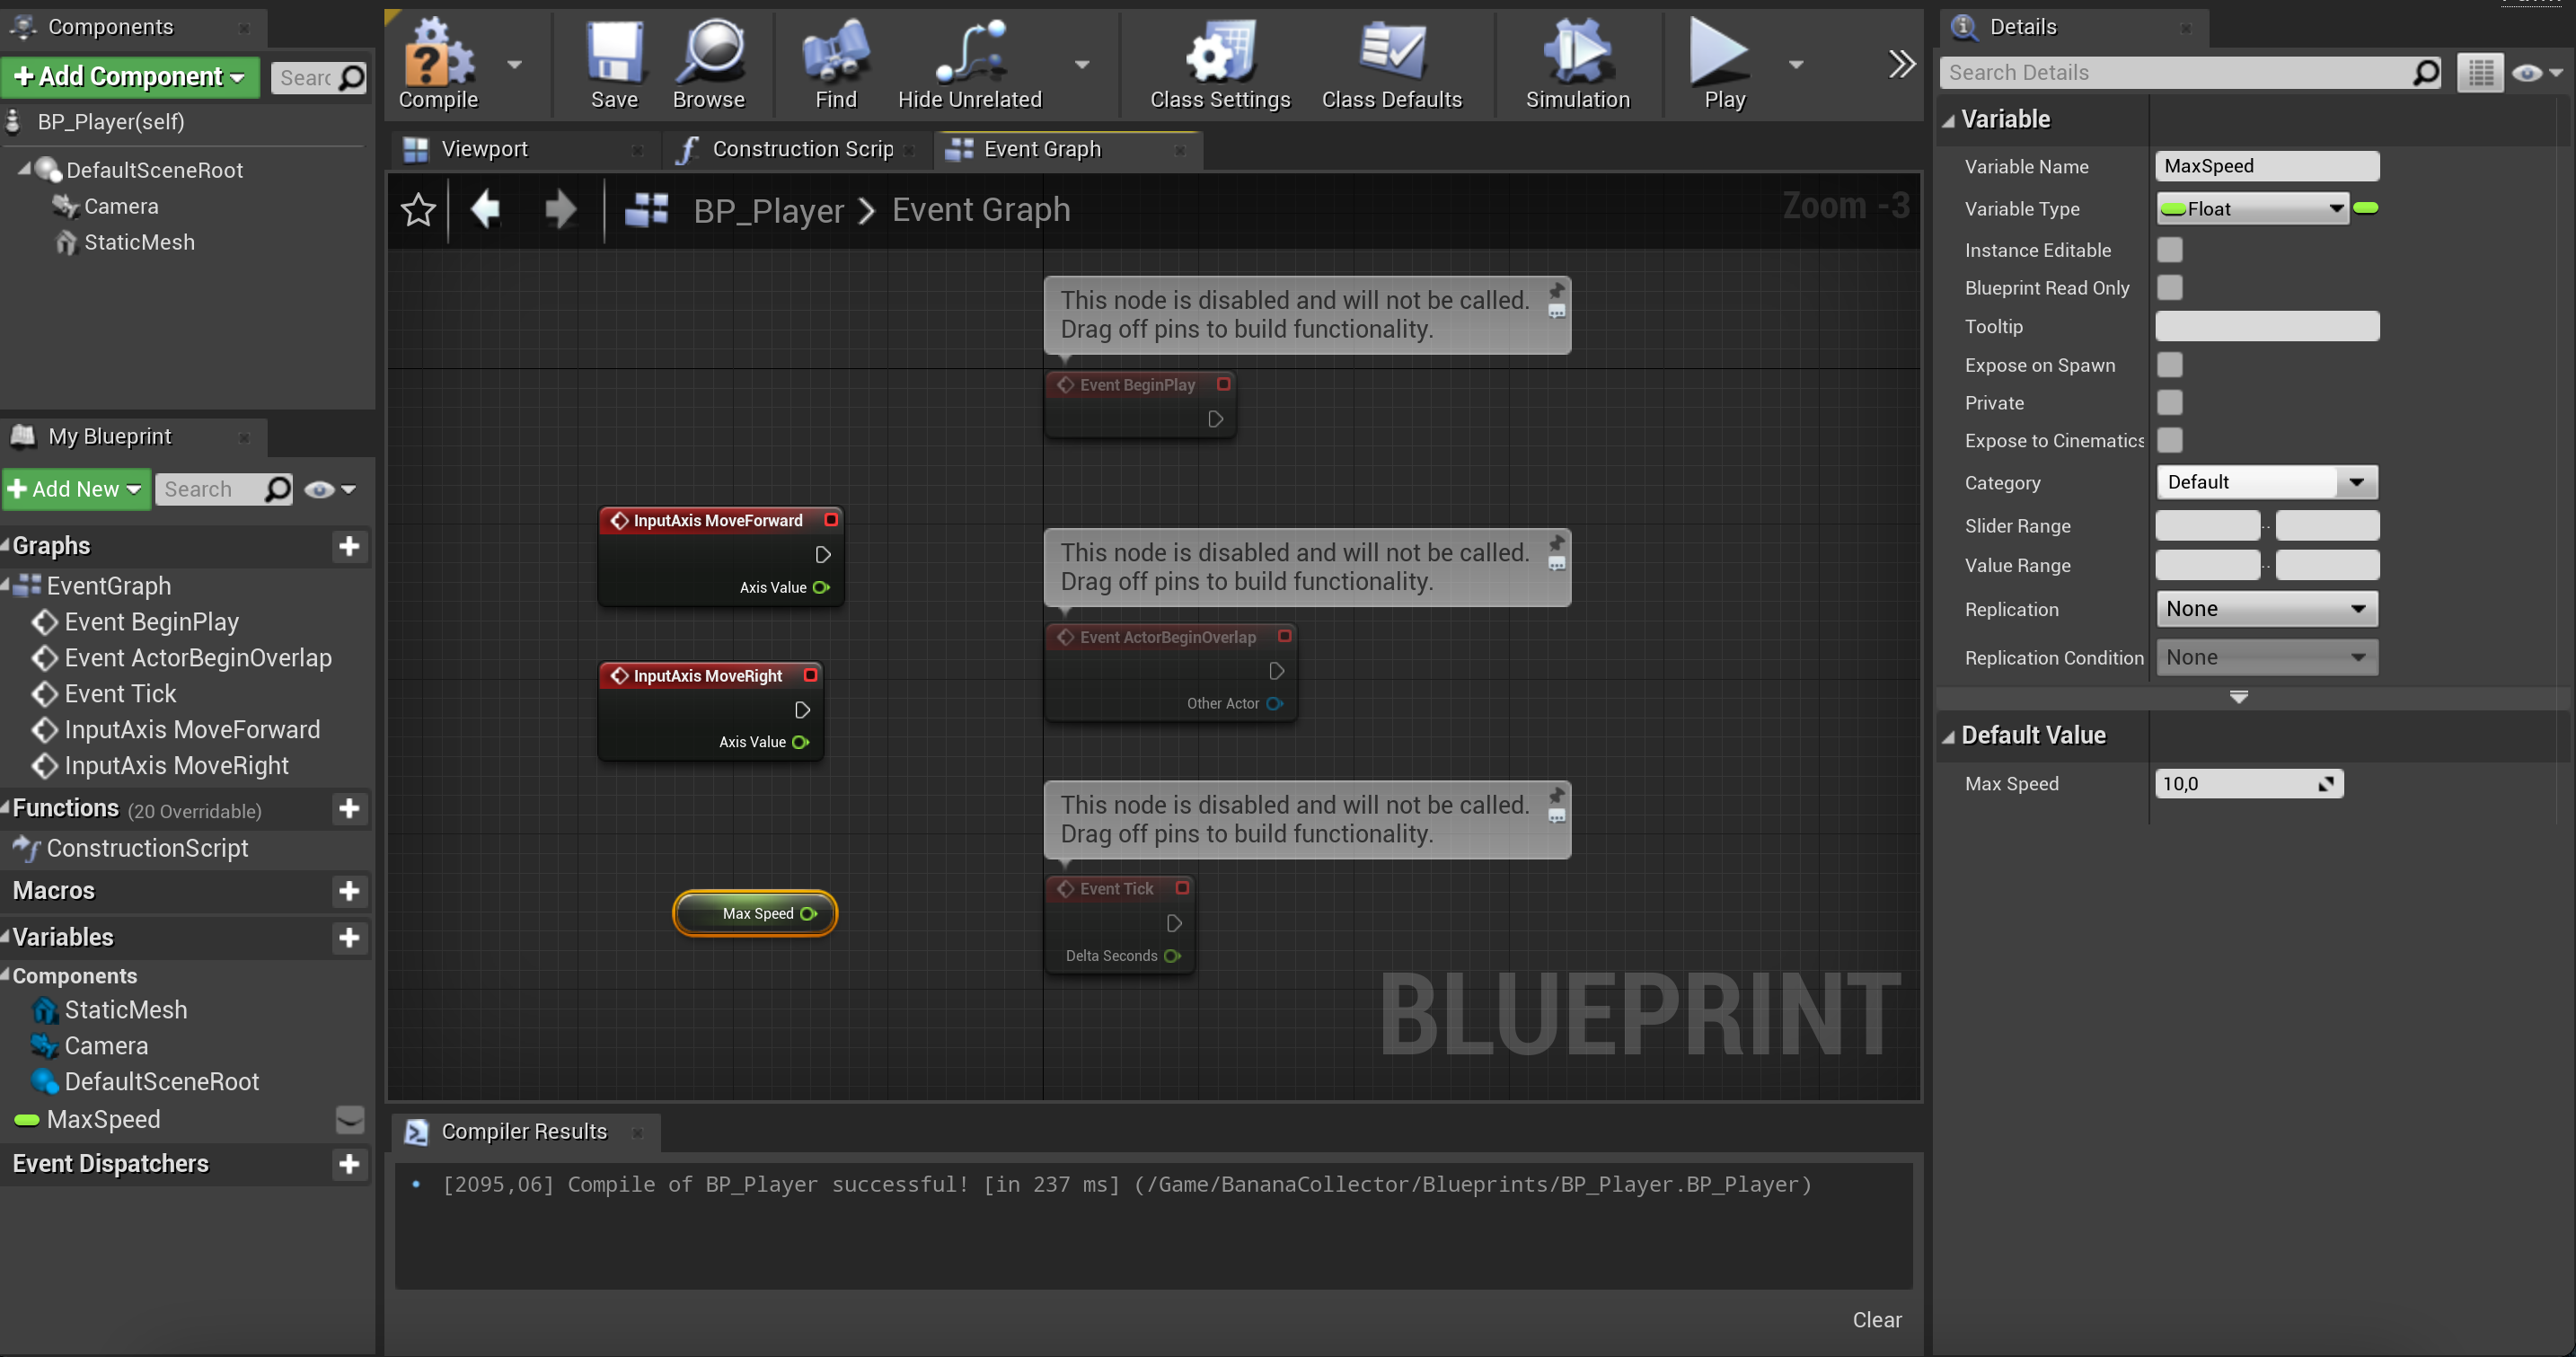 Components
Add Component
Searc
BP_Player(self)
DefaultSceneRoot
Camera
StaticMesh
My Blueprint
Add New
Search
Graphs
EventGraph
Event BeginPlay
Event ActorBeginOverlap
Event Tick
InputAxis MoveForward
InputAxis MoveRight
Functions (20 Overridable)
ConstructionScript
Macros
Variables
Components
StaticMesh
Camera
DefaultSceneRoot
MaxSpeed
Event Dispatchers
Compile
Save
Browse
Find
Hide Unrelated
Class Settings
Class Defaults
Simulation
Play
Viewport
Construction Scrip
Event Graph
BP_Player > Event Graph
Zoom -3
This node is disabled and will not be called.
Drag off pins to build functionality.
Event BeginPlay
InputAxis MoveForward
Axis Value
This node is disabled and will not be called.
Drag off pins to build functionality.
Event ActorBeginOverlap
Other Actor
InputAxis MoveRight
Axis Value
This node is disabled and will not be called.
Drag off pins to build functionality.
Event Tick
Delta Seconds
Max Speed
BLUEPRINT
Compiler Results
[2095,06] Compile of BP_Player successful! [in 237 ms] (/Game/BananaCollector/Blueprints/BP_Player.BP_Player)
Clear
Details
Search Details
Variable
Variable Name MaxSpeed
Variable Type Float
Instance Editable
Blueprint Read Only
Tooltip
Expose on Spawn
Private
Expose to Cinematics
Category Default
Slider Range
Value Range
Replication None
Replication Condition None
Default Value
Max Speed 10,0